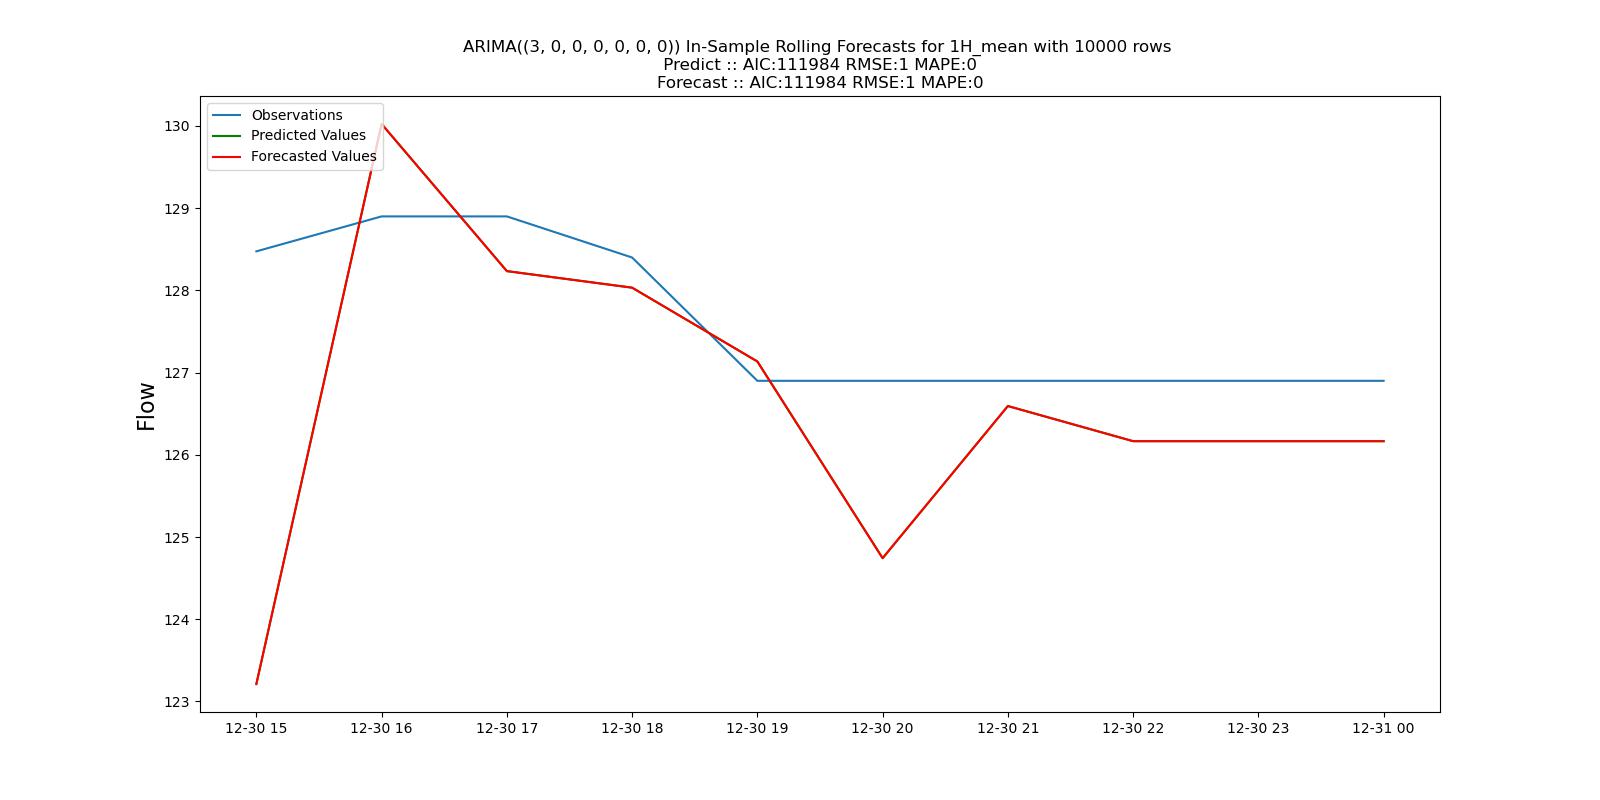 ARIMA((3, 0, 0, 0, 0, 0, 0)) In-Sample Rolling Forecasts for 1H_mean with 10000 rows
Predict :: AIC:111984 RMSE:1 MAPE:0
Forecast :: AIC:111984 RMSE:1 MAPE:0
Observations
Predicted Values
Forecasted Values
130
129
128
127
126
125
124
123
Flow
12-30 15 12-30 16 12-30 17 12-30 18 12-30 19 12-30 20 12-30 21 12-30 22 12-30 23 12-31 00